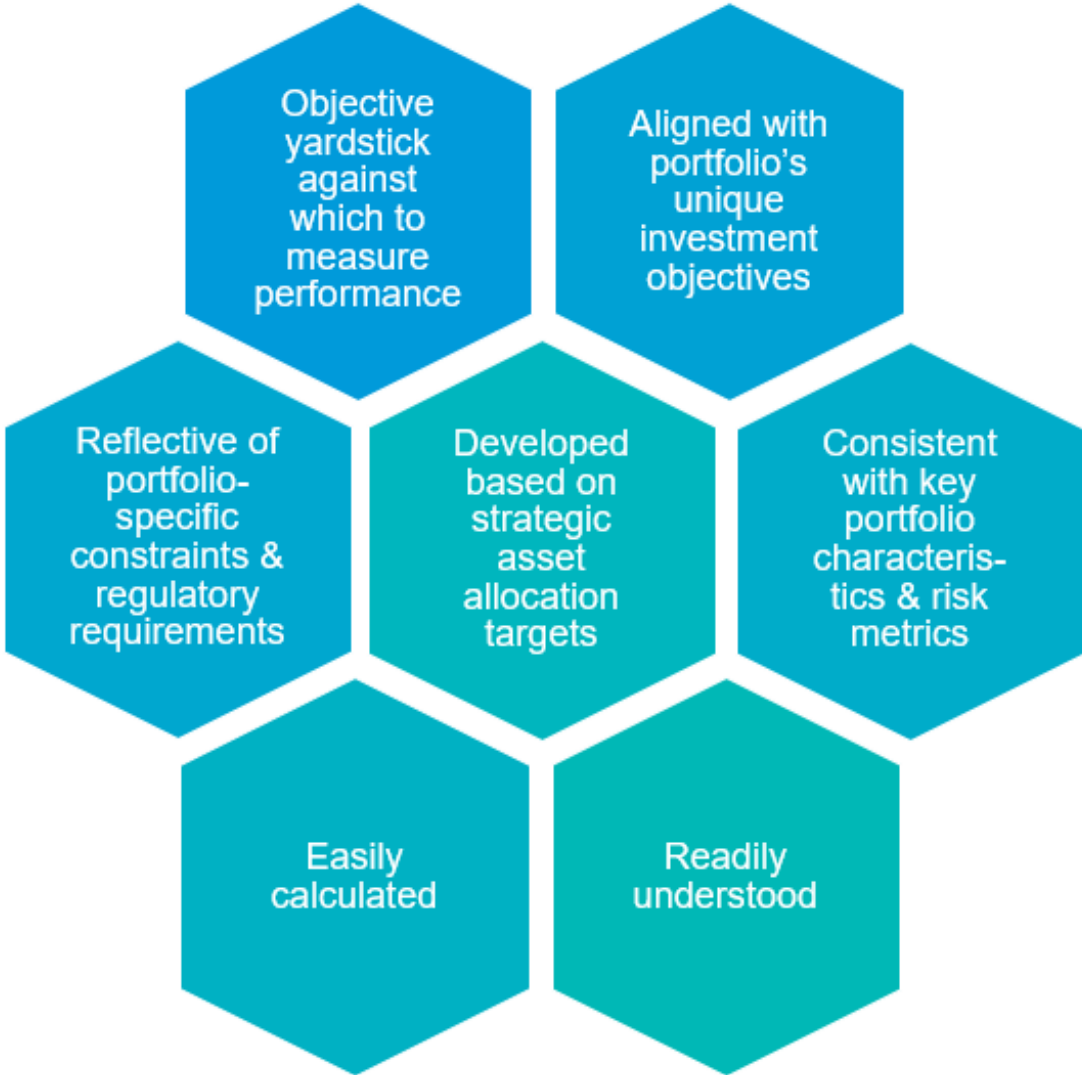 Objective
yardstick
against
which to
measure
performance
Aligned with
portfolio’s
unique
investment
objectives
Reflective of
portfolio-
specific
constraints &
regulatory
requirements
Developed
based on
strategic
asset
allocation
targets
Consistent
with key
portfolio
characteris-
tics & risk
metrics
Easily
calculated
Readily
understood